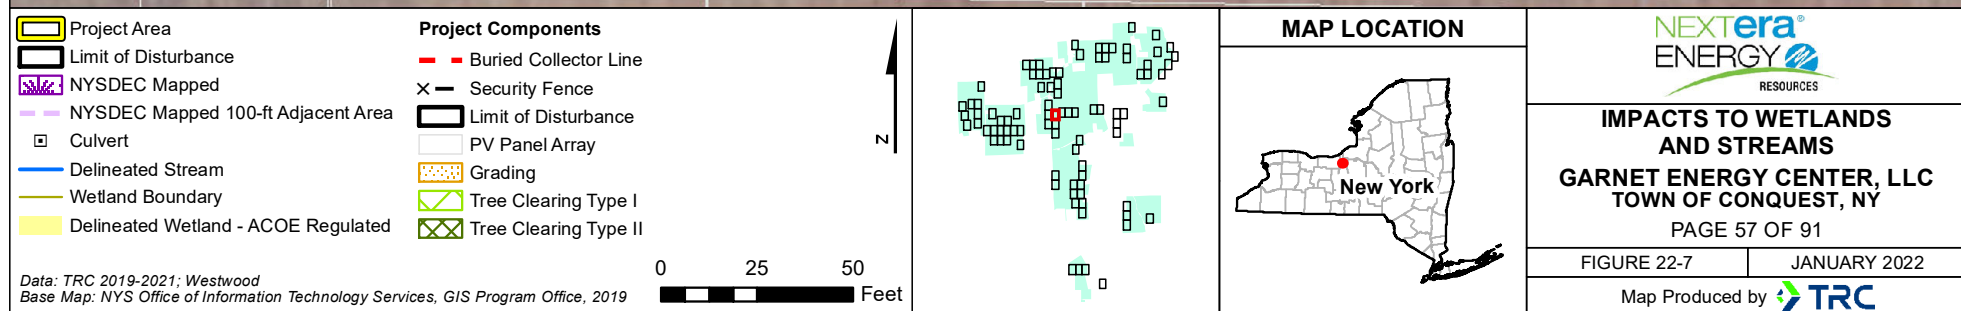 Project Area
Limit of Disturbance
NYSDEC Mapped
NYSDEC Mapped 100-ft Adjacent Area
Culvert
Delineated Stream
Wetland Boundary
Delineated Wetland - ACOE Regulated
Data: TRC 2019-2021; Westwood
Base Map: NYS Office of Information Technology Services, GIS Program Office, 2019
Project Components
Buried Collector Line
Security Fence
Limit of Disturbance
PV Panel Array
Grading
Tree Clearing Type I
Tree Clearing Type II
0 25 50
Feet
Z
MAP LOCATION
New York
NEXTera®
ENERGY
RESOURCES
IMPACTS TO WETLANDS
AND STREAMS
GARNET ENERGY CENTER, LLC
TOWN OF CONQUEST, NY
PAGE 57 OF 91
FIGURE 22-7
JANUARY 2022
Map Produced by TRC